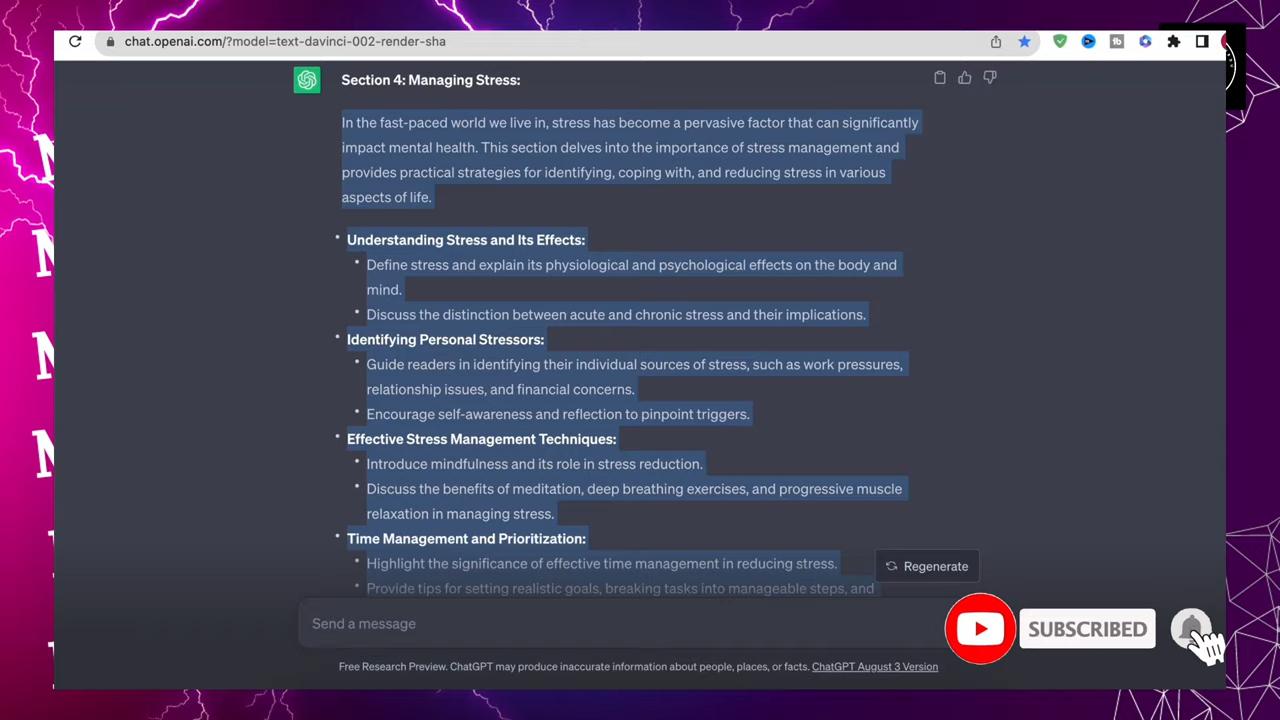 chat.openai.com/?model=text-davinci-002-render-sha
Section 4: Managing Stress:
In the fast-paced world we live in, stress has become a pervasive factor that can significantly
impact mental health. This section delves into the importance of stress management and
provides practical strategies for identifying, coping with, and reducing stress in various
aspects of life.
• Understanding Stress and Its Effects:
• Define stress and explain its physiological and psychological effects on the body and
mind.
• Discuss the distinction between acute and chronic stress and their implications.
• Identifying Personal Stressors:
• Guide readers in identifying their individual sources of stress, such as work pressures,
relationship issues, and financial concerns.
• Encourage self-awareness and reflection to pinpoint triggers.
• Effective Stress Management Techniques:
• Introduce mindfulness and its role in stress reduction.
• Discuss the benefits of meditation, deep breathing exercises, and progressive muscle
relaxation in managing stress.
• Time Management and Prioritization:
• Highlight the significance of effective time management in reducing stress.
Regenerate
• Provide tips for setting realistic goals, breaking tasks into manageable steps, and
Send a message
SUBSCRIBED
Free Research Preview. ChatGPT may produce inaccurate information about people, places, or facts. ChatGPT August 3 Version